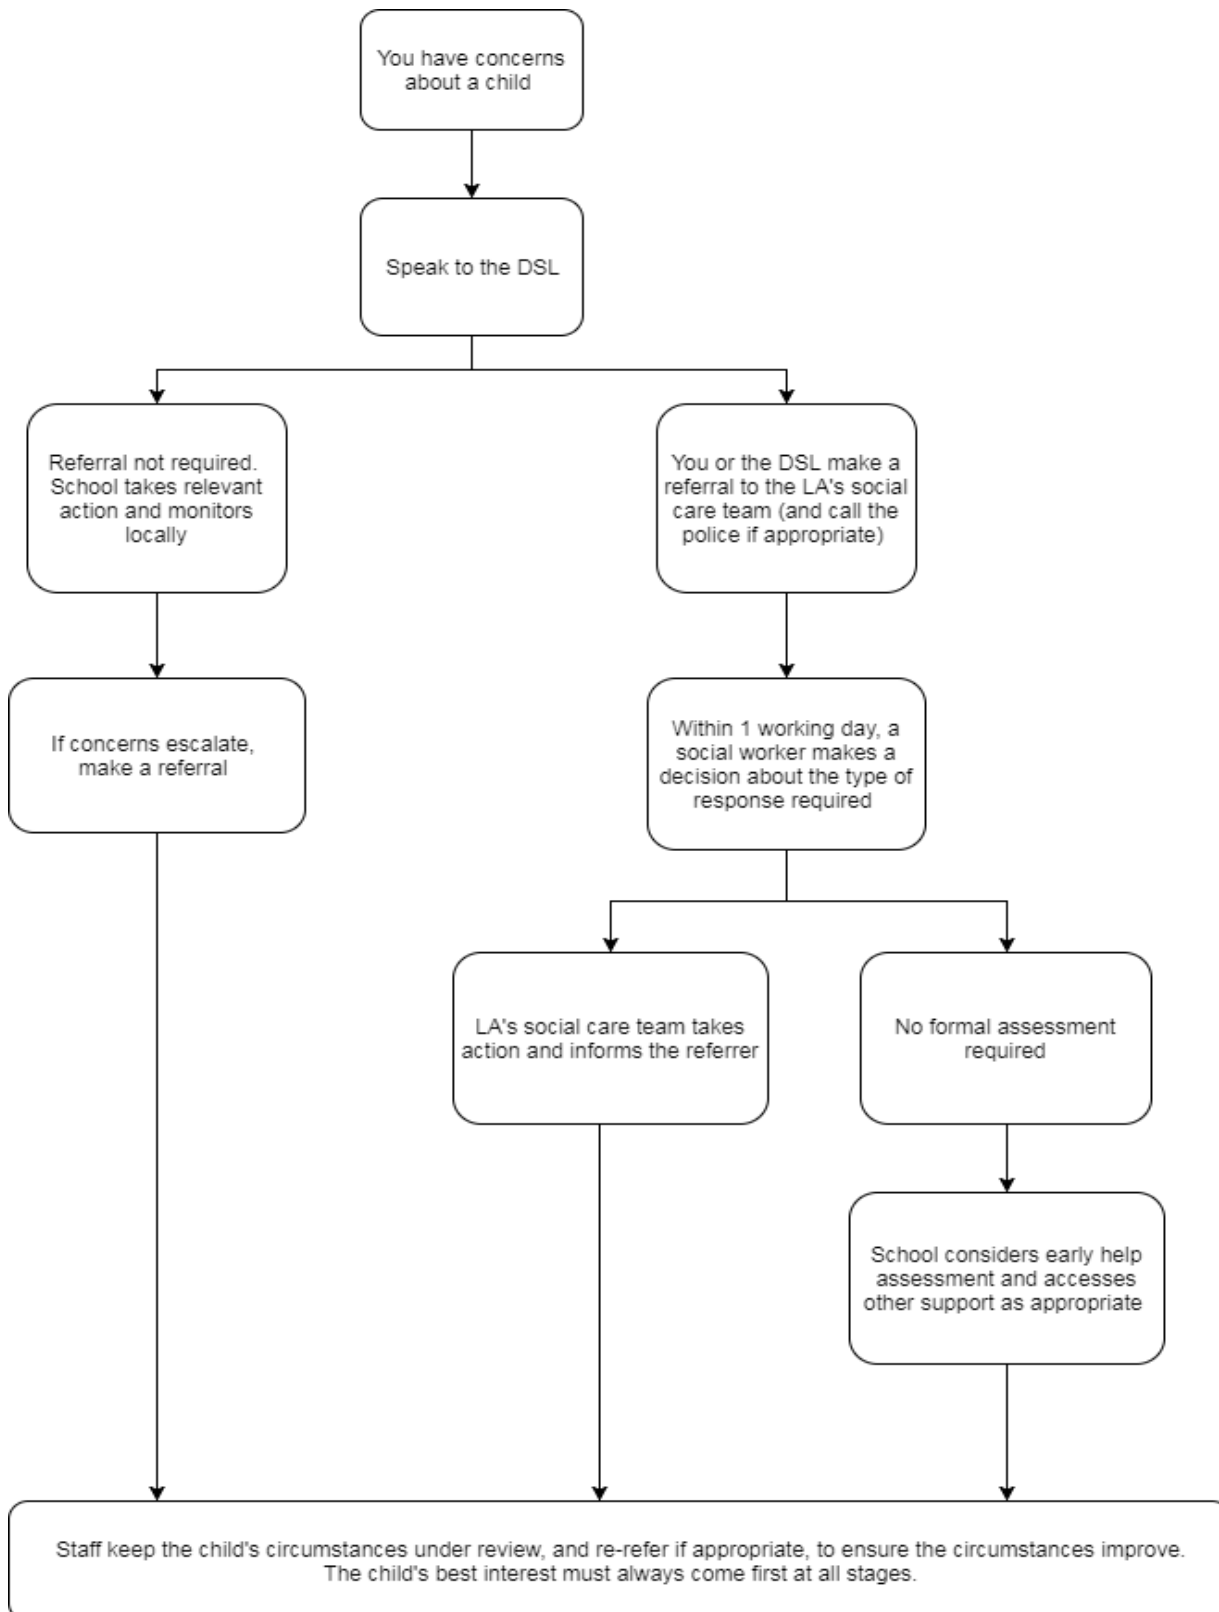 You have concerns
about a child
Speak to the DSL
Referral not required.
School takes relevant
action and monitors
locally
You or the DSL make a
referral to the LA's social
care team (and call the
police if appropriate)
If concerns escalate,
make a referral
Within 1 working day, a
social worker makes a
decision about the type of
response required
LA's social care team takes
action and informs the referrer
No formal assessment
required
School considers early help
assessment and accesses
other support as appropriate
Staff keep the child's circumstances under review, and re-refer if appropriate, to ensure the circumstances improve.
The child's best interest must always come first at all stages.